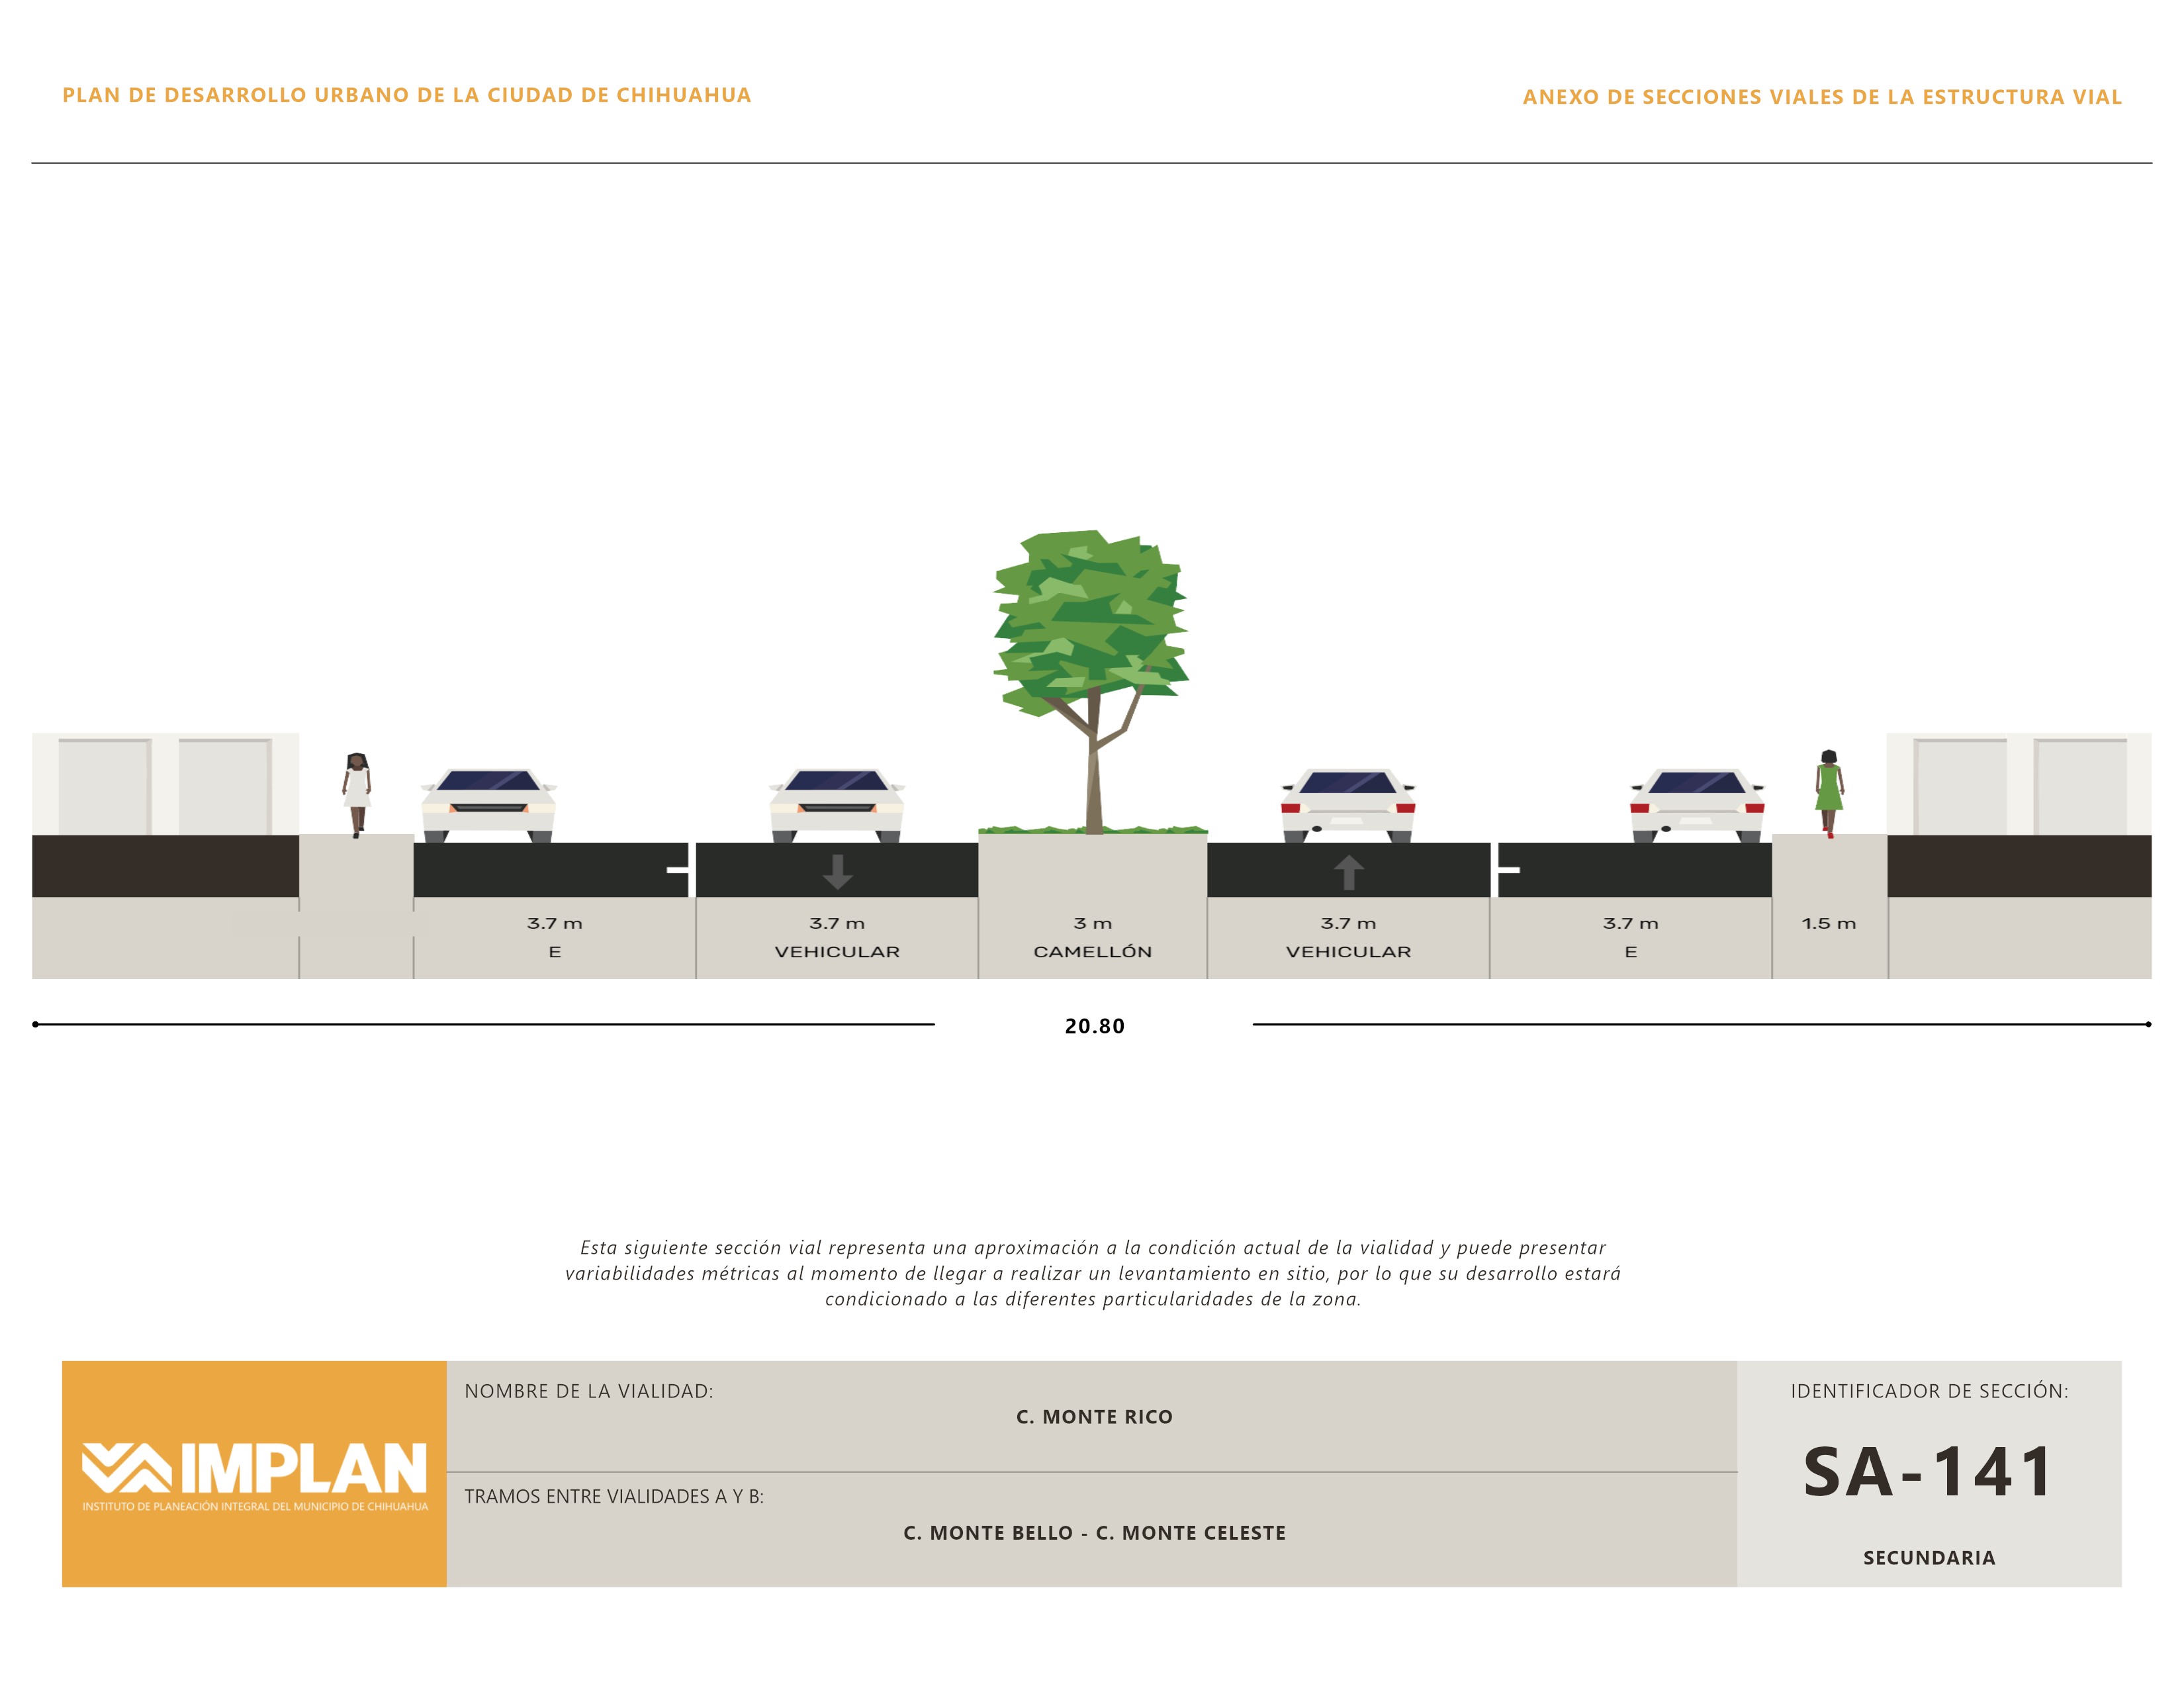 PLAN DE DESARROLLO URBANO DE LA CIUDAD DE CHIHUAHUA
ANEXO DE SECCIONES VIALES DE LA ESTRUCTURA VIAL
3.7 m
E
3.7 m
VEHICULAR
3 m
CAMELLÓN
3.7 m
VEHICULAR
3.7 m
E
1.5 m
20.80
Esta siguiente sección vial representa una aproximación a la condición actual de la vialidad y puede presentar
variabilidades métricas al momento de llegar a realizar un levantamiento en sitio, por lo que su desarrollo estará
condicionado a las diferentes particularidades de la zona.
IMPLAN
INSTITUTO DE PLANEACIÓN INTEGRAL DEL MUNICIPIO DE CHIHUAHUA
NOMBRE DE LA VIALIDAD:
C. MONTE RICO
TRAMOS ENTRE VIALIDADES A Y B:
C. MONTE BELLO - C. MONTE CELESTE
IDENTIFICADOR DE SECCIÓN:
SA-141
SECUNDARIA